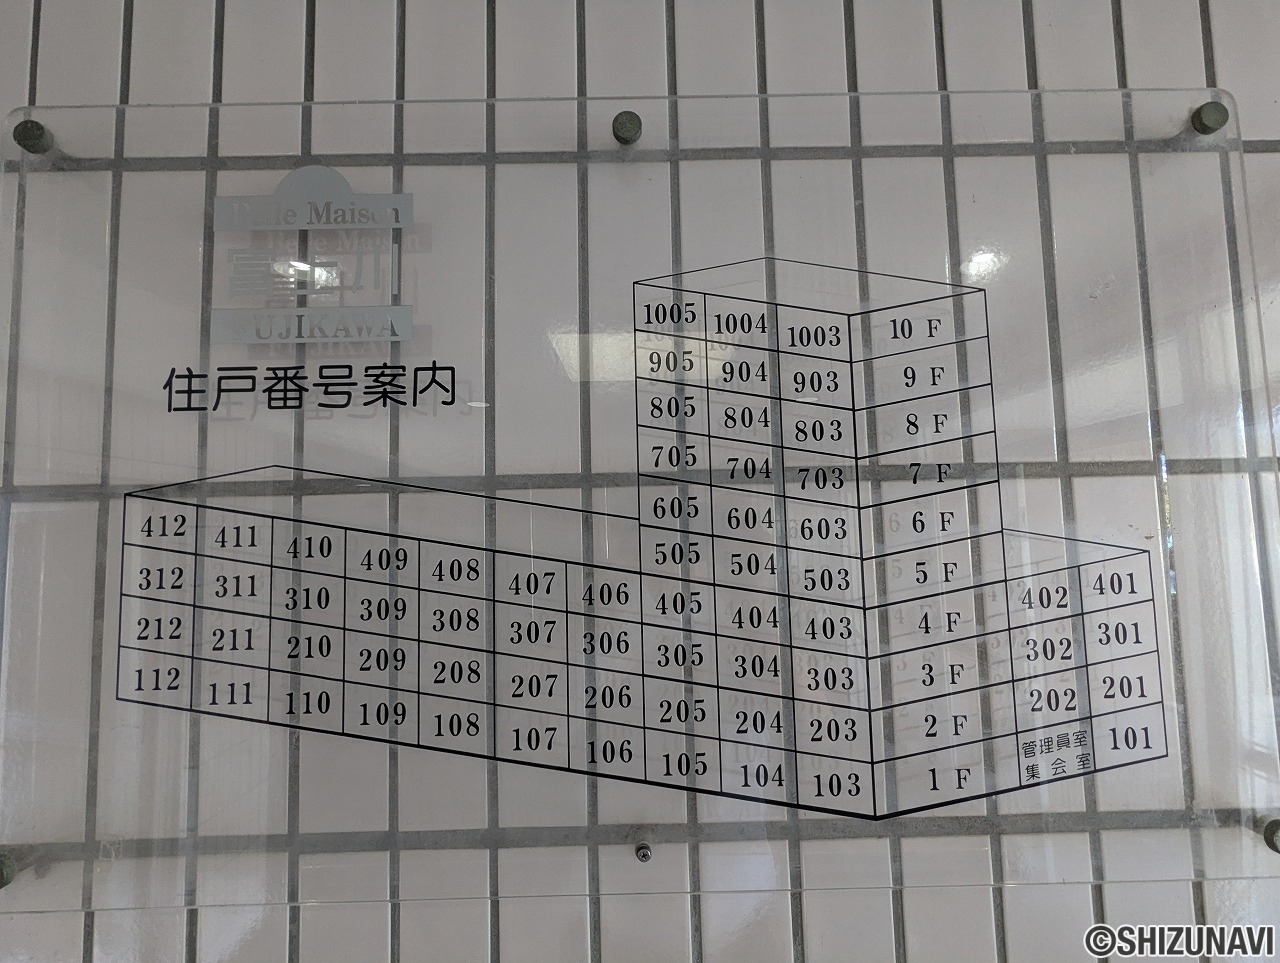 Belle Maison
富士川
FUJIKAWA
住戸番号案内
1005 1004 1003 10 F
905 904 903 9 F
805 804 803 8 F
705 704 703 7 F
605 604 603 6 F
505 504 503 5 F
412 411 410 409 408 407 406 405 404 403 4 F 402 401
312 311 310 309 308 307 306 305 304 303 3 F 302 301
212 211 210 209 208 207 206 205 204 203 2 F 202 201
112 111 110 109 108 107 106 105 104 103 1 F 管理員室 101
集会室
©SHIZUNAVI